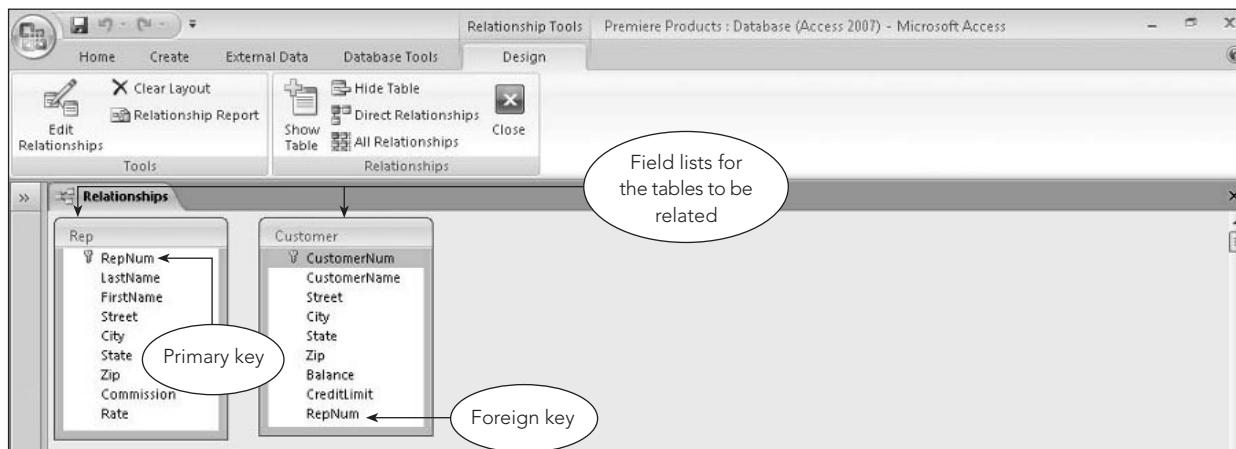 Relationship Tools
Premiere Products : Database (Access 2007) - Microsoft Access
Home Create External Data Database Tools Design
Edit Relationships
Clear Layout
Relationship Report
Tools
Show Table
Hide Table
Direct Relationships
All Relationships
Close
Relationships
Field lists for
the tables to be
related
Relationships
Rep
RepNum
LastName
FirstName
Street
City
State
Zip
Commission
Rate
Primary key
Customer
CustomerNum
CustomerName
Street
City
State
Zip
Balance
CreditLimit
RepNum
Foreign key